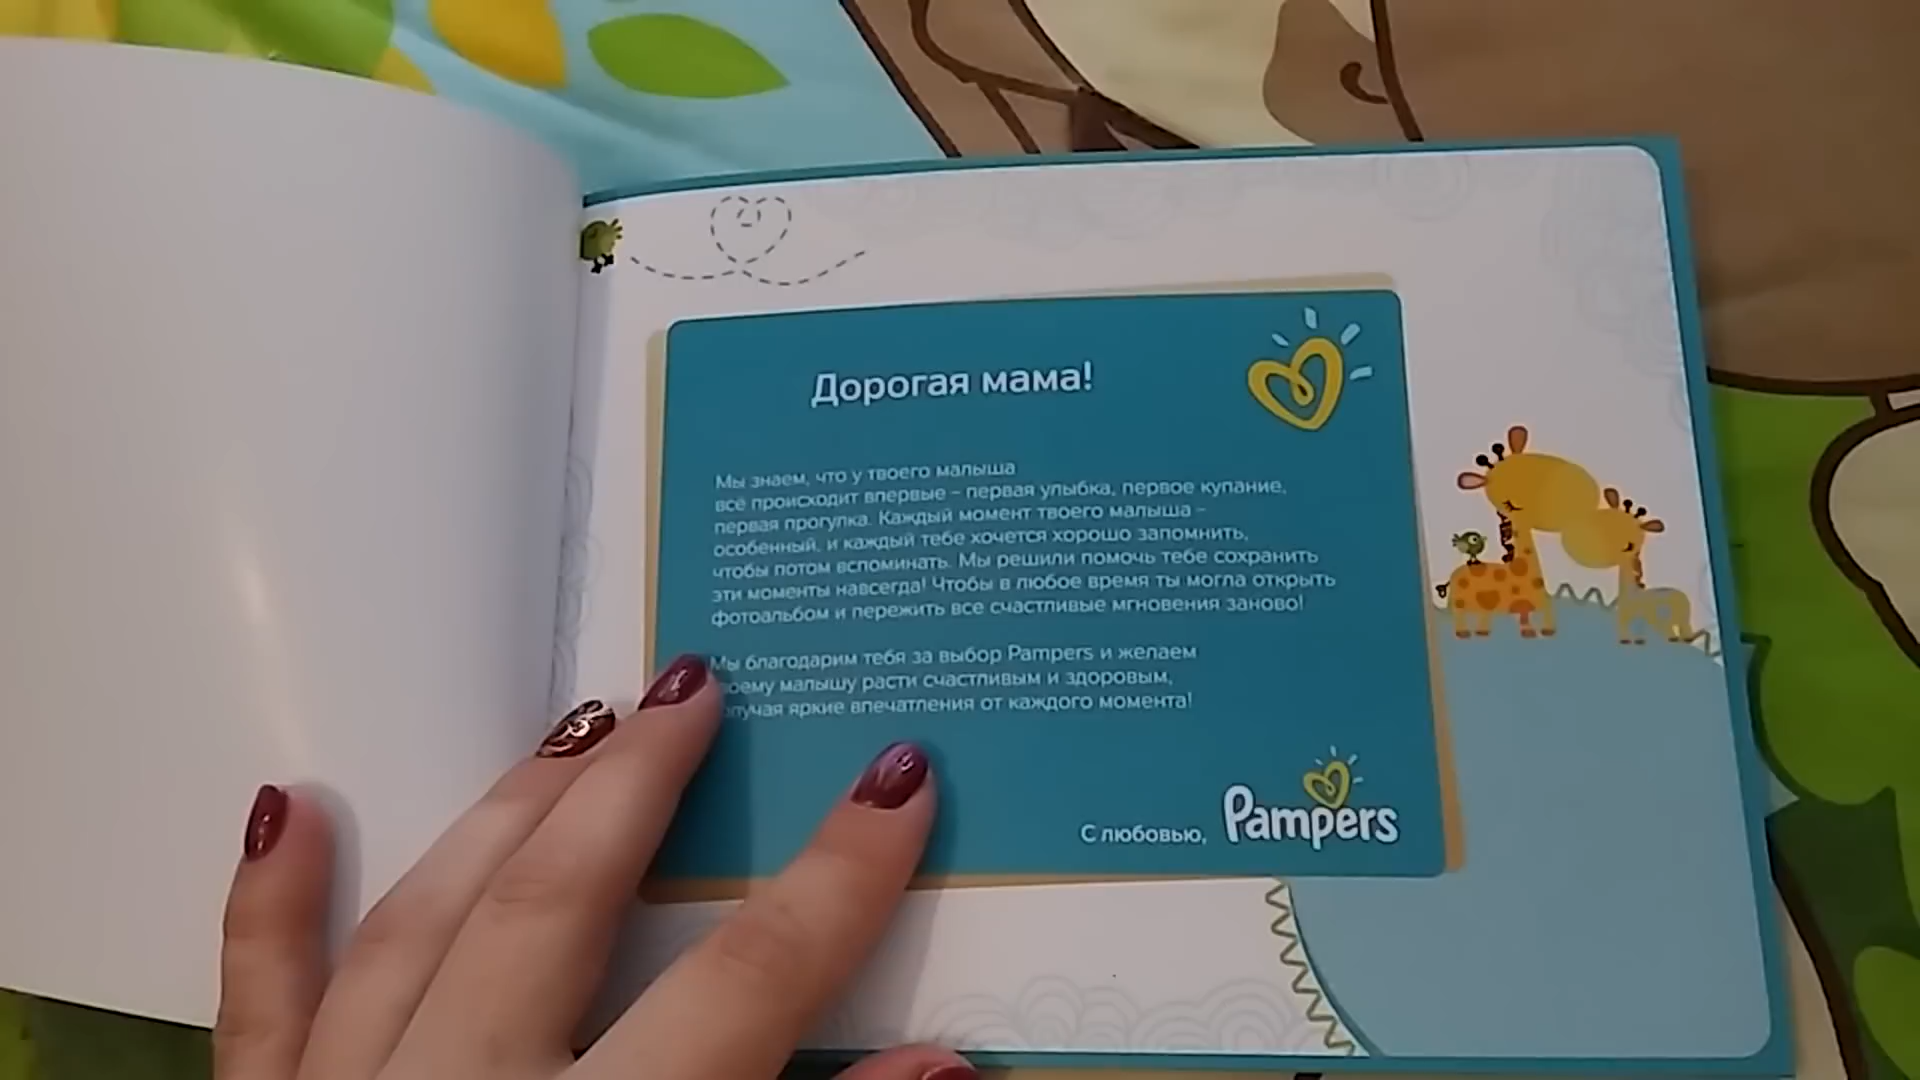 Дорогая мама!
Мы знаем, что у твоего малыша
всё происходит впервые – первая улыбка, первое купание,
первая прогулка. Каждый момент твоего малыша –
особенный, и каждый тебе хочется хорошо запомнить,
чтобы потом вспоминать. Мы решили помочь тебе сохранить
эти моменты навсегда! Чтобы в любое время ты могла открыть
фотоальбом и пережить все счастливые мгновения заново!
Мы благодарим тебя за выбор Pampers и желаем
малышу расти счастливым и здоровым,
яркие впечатления от каждого момента!
С любовью, Pampers